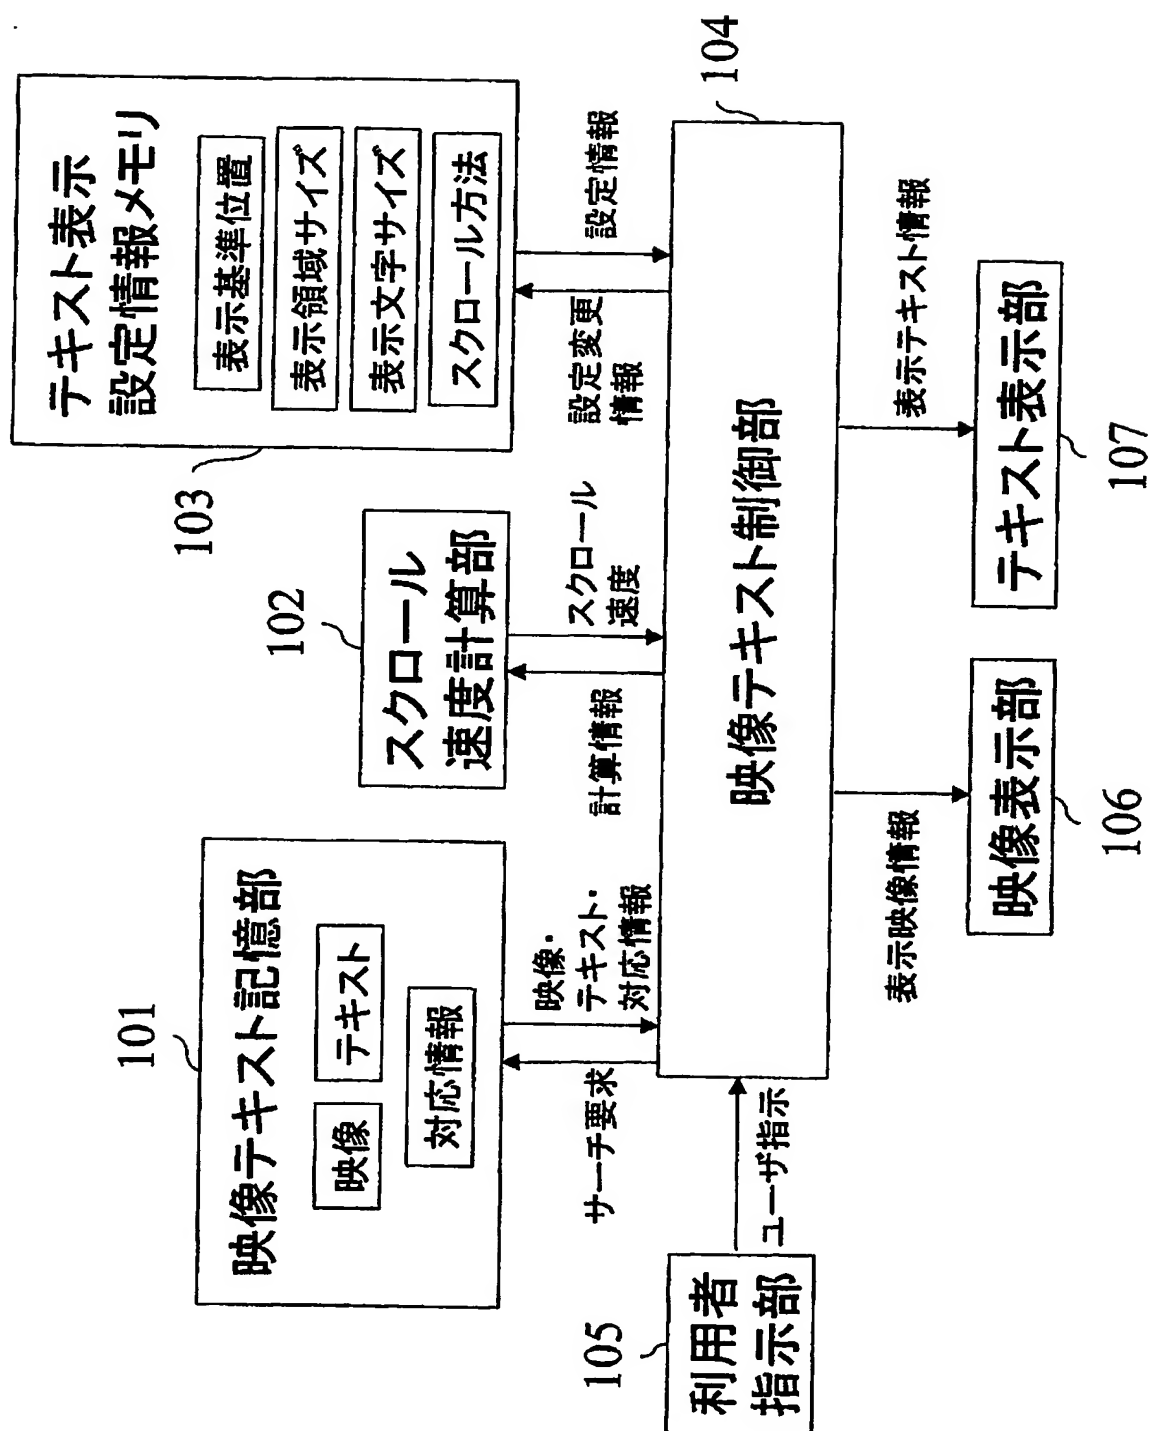 101
映像テキスト記憶部
映像
テキスト
対応情報
102
スクロール
速度計算部
103
テキスト表示
設定情報メモリ
表示基準位置
表示領域サイズ
表示文字サイズ
スクロール方法
サーチ要求
映像・
テキスト・
対応情報
計算情報
スクロール
速度
設定変更
情報
設定情報
104
映像テキスト制御部
105
利用者
指示部
ユーザ指示
表示映像情報
映像表示部
106
表示テキスト情報
テキスト表示部
107